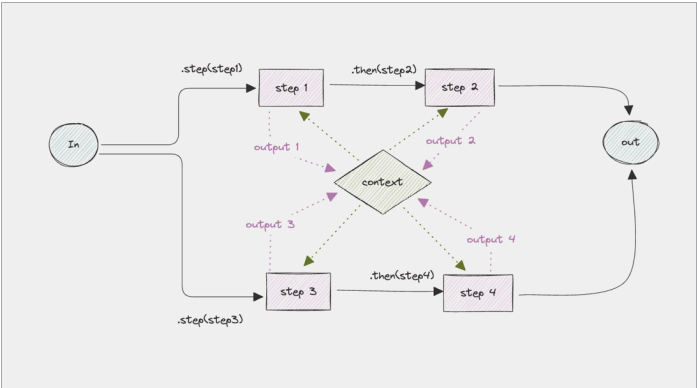 .step(step1)
step 1
.then(step2)
step 2
In
output 1
output 2
out
context
output 3
output 4
step 3
.then(step4)
step 4
.step(step3)